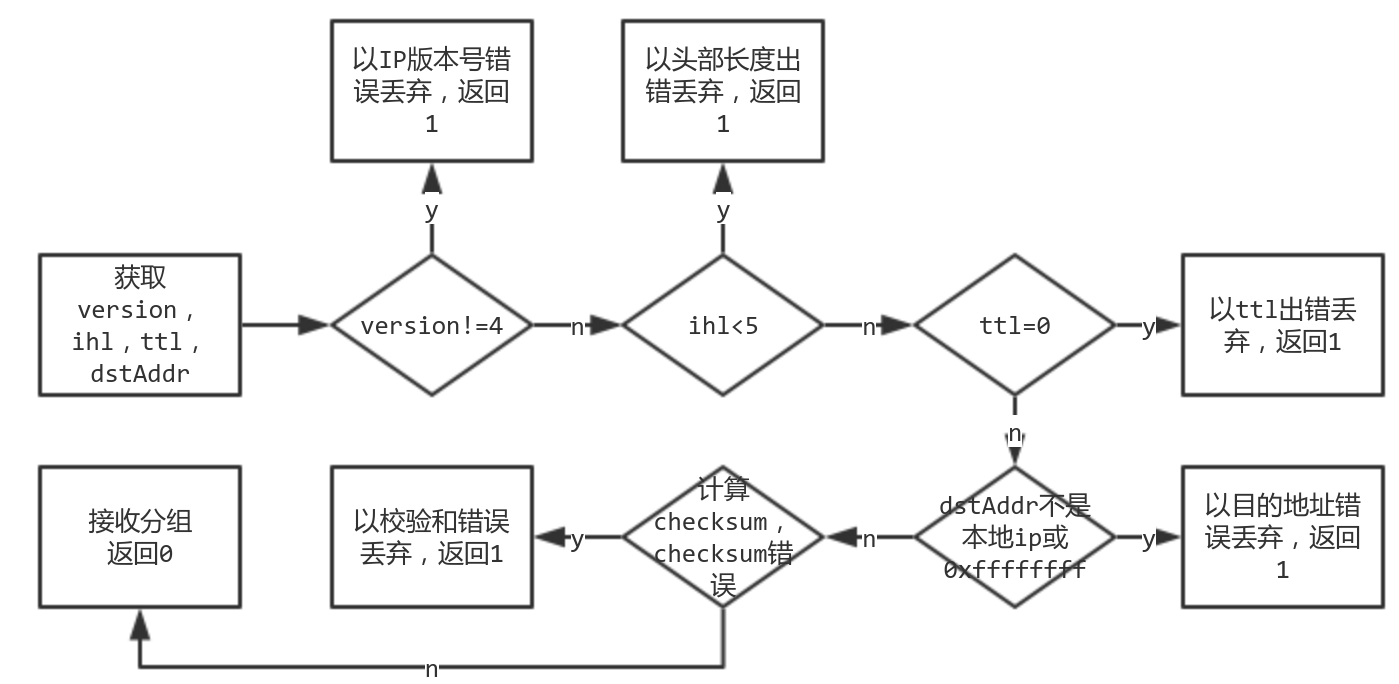 以IP版本号错
误丢弃，返回
1
以头部长度出
错丢弃，返回
1
y
y
获取
version，
ihl，ttl，
dstAddr
version!=4
n
ihl<5
n
ttl=0
y
以ttl出错丢
弃，返回1
n
接收分组
返回0
以校验和错误
丢弃，返回1
y
计算
checksum，
checksum错
误
n
dstAddr不是
本地ip或
0xffffffff
y
以目的地址错
误丢弃，返回
1
n